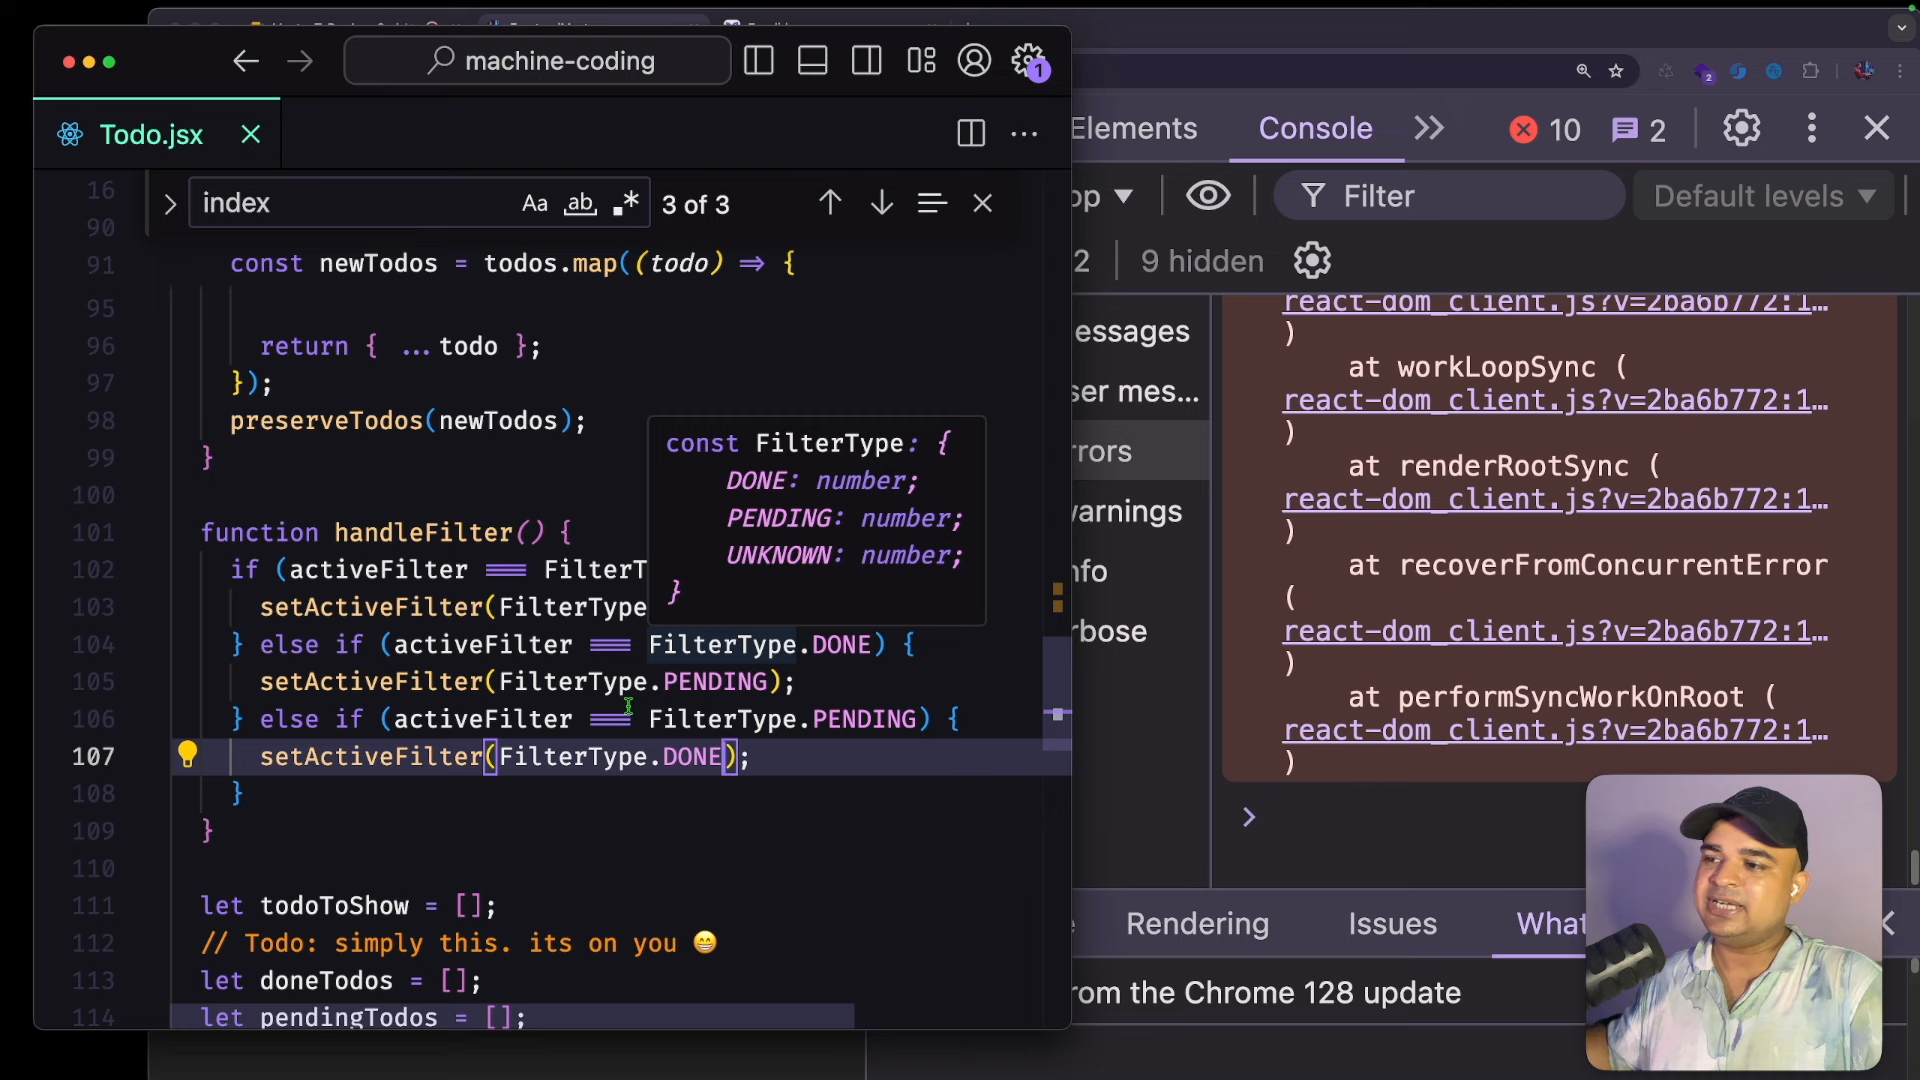 machine-coding
1
Todo.jsx
index
Aa
ab
3 of 3
16
90
91 const newTodos = todos.map((todo) ⇒ {
95
96 return { ...todo };
97 });
98 preserveTodos(newTodos);
99 }
100
101 function handleFilter() {
102 if (activeFilter === FilterT
103 setActiveFilter(FilterType
104 } else if (activeFilter === FilterType.DONE) {
105 setActiveFilter(FilterType.PENDING);
106 } else if (activeFilter === FilterType.PENDING) {
107 setActiveFilter(FilterType.DONE);
108 }
109 }
110
111 let todoToShow = [];
112 // Todo: simply this. its on you 😁
113 let doneTodos = [];
114 let pendingTodos = [];
const FilterType: {
DONE: number;
PENDING: number;
UNKNOWN: number;
}
2
Elements
Console
10
2
op
Filter
Default levels
2
9 hidden
essages
ser mes...
rrors
warnings
nfo
rbose
react-dom_client.js?v=2ba6b772:1…
)
at workLoopSync (
react-dom_client.js?v=2ba6b772:1…
)
at renderRootSync (
react-dom_client.js?v=2ba6b772:1…
)
at recoverFromConcurrentError
(
react-dom_client.js?v=2ba6b772:1…
)
at performSyncWorkOnRoot (
react-dom_client.js?v=2ba6b772:1…
)
Rendering
Issues
What
rom the Chrome 128 update